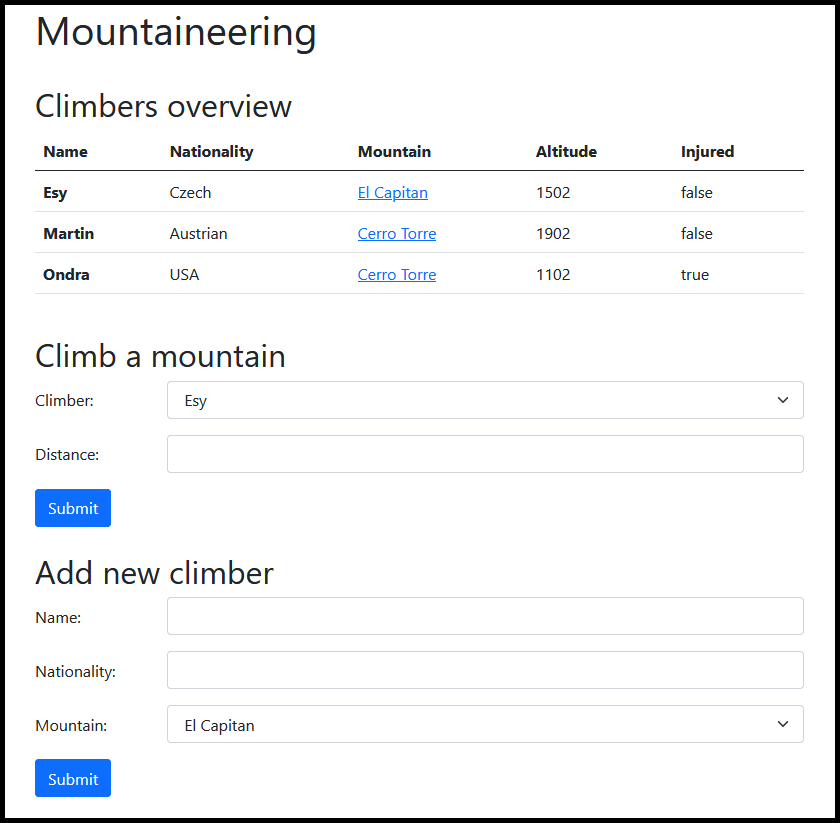 Mountaineering
Climbers overview
Name Nationality Mountain Altitude Injured
Esy Czech El Capitan 1502 false
Martin Austrian Cerro Torre 1902 false
Ondra USA Cerro Torre 1102 true
Climb a mountain
Climber: Esy
Distance:
Submit
Add new climber
Name:
Nationality:
Mountain: El Capitan
Submit